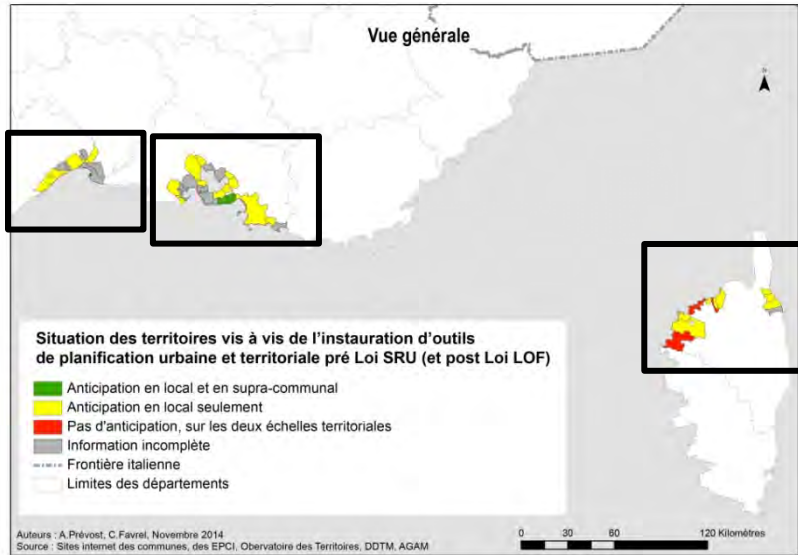 Vue générale
Situation des territoires vis à vis de l'instauration d'outils
de planification urbaine et territoriale pré Loi SRU (et post Loi LOF)
Anticipation en local et en supra-communal
Anticipation en local seulement
Pas d'anticipation, sur les deux échelles territoriales
Information incomplète
Frontière italienne
Limites des départements
Auteurs : A.Prévost, C.Favrel, Novembre 2014
Source : Sites internet des communes, des EPCI, Obervatoire des Territoires, DDTM, AGAM
0 30 60 120 Kilomètres